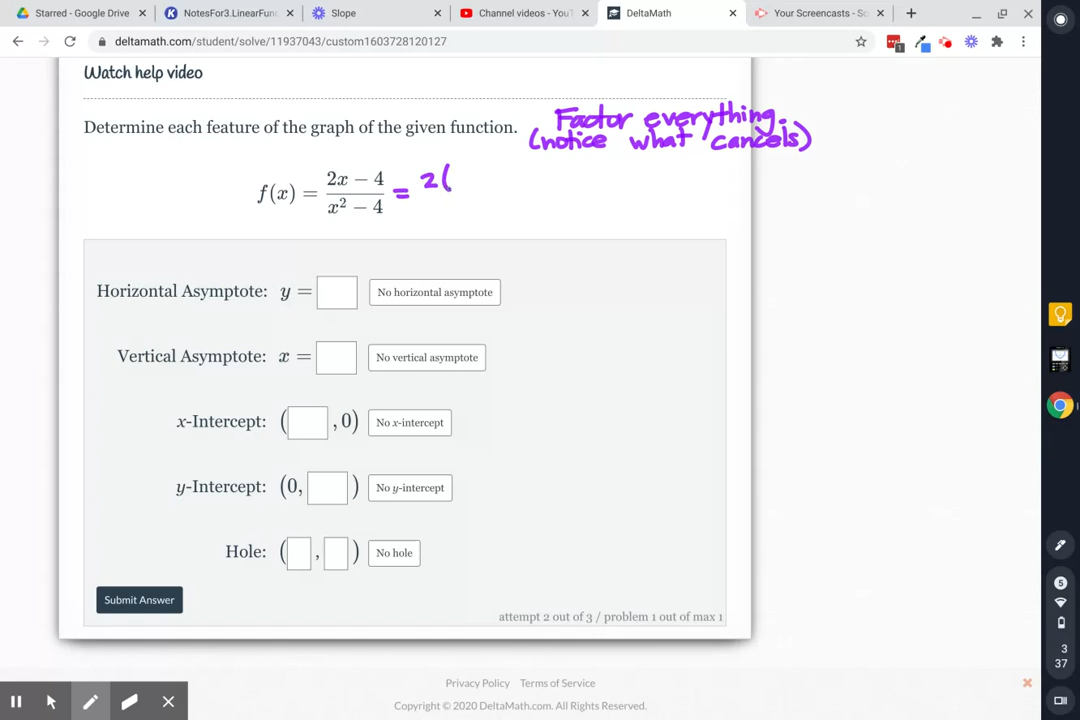 Starred - Google Drive
NotesFor3.LinearFun
Slope
Channel videos - YouT
DeltaMath
Your Screencasts - Sc
deltamath.com/student/solve/11937043/custom1603728120127
1
Watch help video
Determine each feature of the graph of the given function.
Factor everything.
(notice what cancels)
f(x) = (2x − 4)/(x² − 4) = 2(
Horizontal Asymptote: y = No horizontal asymptote
Vertical Asymptote: x = No vertical asymptote
x-Intercept: ( , 0) No x-intercept
y-Intercept: (0, ) No y-intercept
Hole: ( , ) No hole
Submit Answer
attempt 2 out of 3 / problem 1 out of max 1
Privacy Policy Terms of Service
Copyright © 2020 DeltaMath.com. All Rights Reserved.
5
3
37